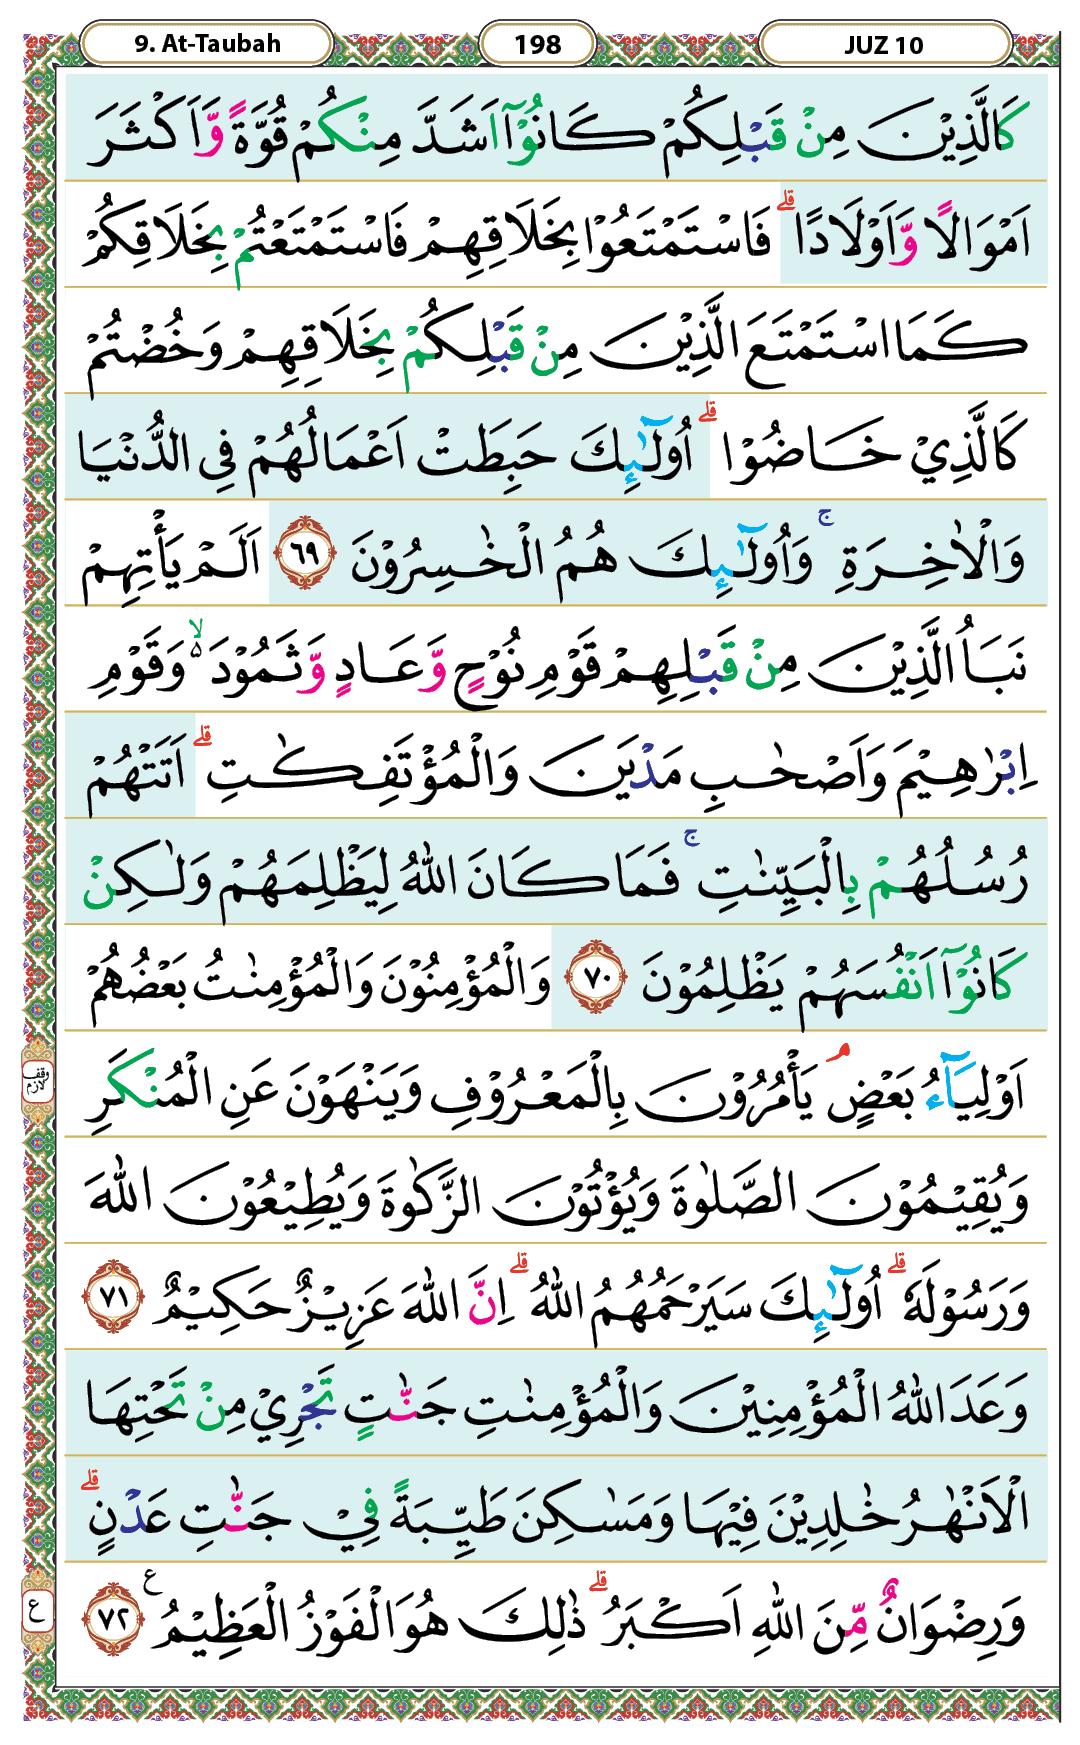 9. At-Taubah
198
JUZ 10
كَالَّذِيْنَ مِنْ قَبْلِكُمْ كَانُوْٓا اَشَدَّ مِنْكُمْ قُوَّةً وَّاَكْثَرَ
اَمْوَالًا وَّاَوْلَادًاۗ فَاسْتَمْتَعُوْا بِخَلَاقِهِمْ فَاسْتَمْتَعْتُمْ بِخَلَاقِكُمْ
كَمَا اسْتَمْتَعَ الَّذِيْنَ مِنْ قَبْلِكُمْ بِخَلَاقِهِمْ وَخُضْتُمْ
كَالَّذِيْ خَاضُوْاۗ اُولٰۤىِٕكَ حَبِطَتْ اَعْمَالُهُمْ فِى الدُّنْيَا
وَالْاٰخِرَةِۚ وَاُولٰۤىِٕكَ هُمُ الْخٰسِرُوْنَ ٦٩ اَلَمْ يَأْتِهِمْ
نَبَاُ الَّذِيْنَ مِنْ قَبْلِهِمْ قَوْمِ نُوْحٍ وَّعَادٍ وَّثَمُوْدَ ەۙ وَقَوْمِ
اِبْرٰهِيْمَ وَاَصْحٰبِ مَدْيَنَ وَالْمُؤْتَفِكٰتِۗ اَتَتْهُمْ
رُسُلُهُمْ بِالْبَيِّنٰتِۚ فَمَا كَانَ اللّٰهُ لِيَظْلِمَهُمْ وَلٰكِنْ
كَانُوْٓا اَنْفُسَهُمْ يَظْلِمُوْنَ ٧٠ وَالْمُؤْمِنُوْنَ وَالْمُؤْمِنٰتُ بَعْضُهُمْ
اَوْلِيَاۤءُ بَعْضٍۘ يَأْمُرُوْنَ بِالْمَعْرُوْفِ وَيَنْهَوْنَ عَنِ الْمُنْكَرِ
وقف لازم
وَيُقِيْمُوْنَ الصَّلٰوةَ وَيُؤْتُوْنَ الزَّكٰوةَ وَيُطِيْعُوْنَ اللّٰهَ
وَرَسُوْلَهٗۗ اُولٰۤىِٕكَ سَيَرْحَمُهُمُ اللّٰهُۗ اِنَّ اللّٰهَ عَزِيْزٌ حَكِيْمٌ ٧١
وَعَدَ اللّٰهُ الْمُؤْمِنِيْنَ وَالْمُؤْمِنٰتِ جَنّٰتٍ تَجْرِيْ مِنْ تَحْتِهَا
الْاَنْهٰرُ خٰلِدِيْنَ فِيْهَا وَمَسٰكِنَ طَيِّبَةً فِيْ جَنّٰتِ عَدْنٍۗ
وَرِضْوَانٌ مِّنَ اللّٰهِ اَكْبَرُۗ ذٰلِكَ هُوَ الْفَوْزُ الْعَظِيْمُ ع ٧٢
ع